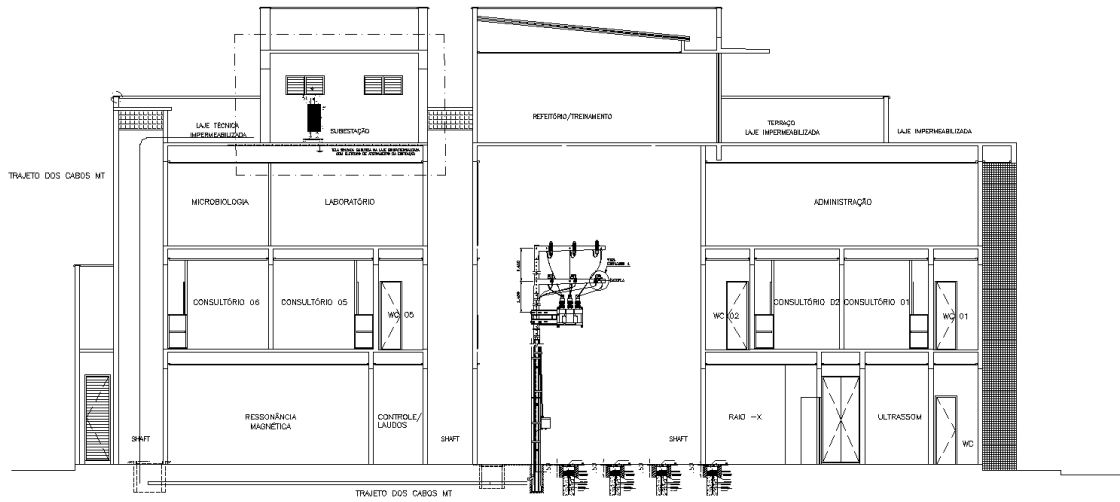 REFEITÓRIO/TREINAMENTO
LAJE TÉCNICA
IMPERMEABILIZADA
SUBESTAÇÃO
TERRAÇO
LAJE IMPERMEABILIZADA
LAJE IMPERMEABILIZADA
TRAJETO DOS CABOS MT
MICROBIOLOGIA
LABORATÓRIO
ADMINISTRAÇÃO
CONSULTÓRIO 06
CONSULTÓRIO 05
WC 05
WC 02
CONSULTÓRIO 02
CONSULTÓRIO 01
WC 01
RESSONÂNCIA
MAGNÉTICA
CONTROLE/
LAUDOS
RAIO -X
ULTRASSOM
SHAFT
SHAFT
SHAFT
WC
TRAJETO DOS CABOS MT